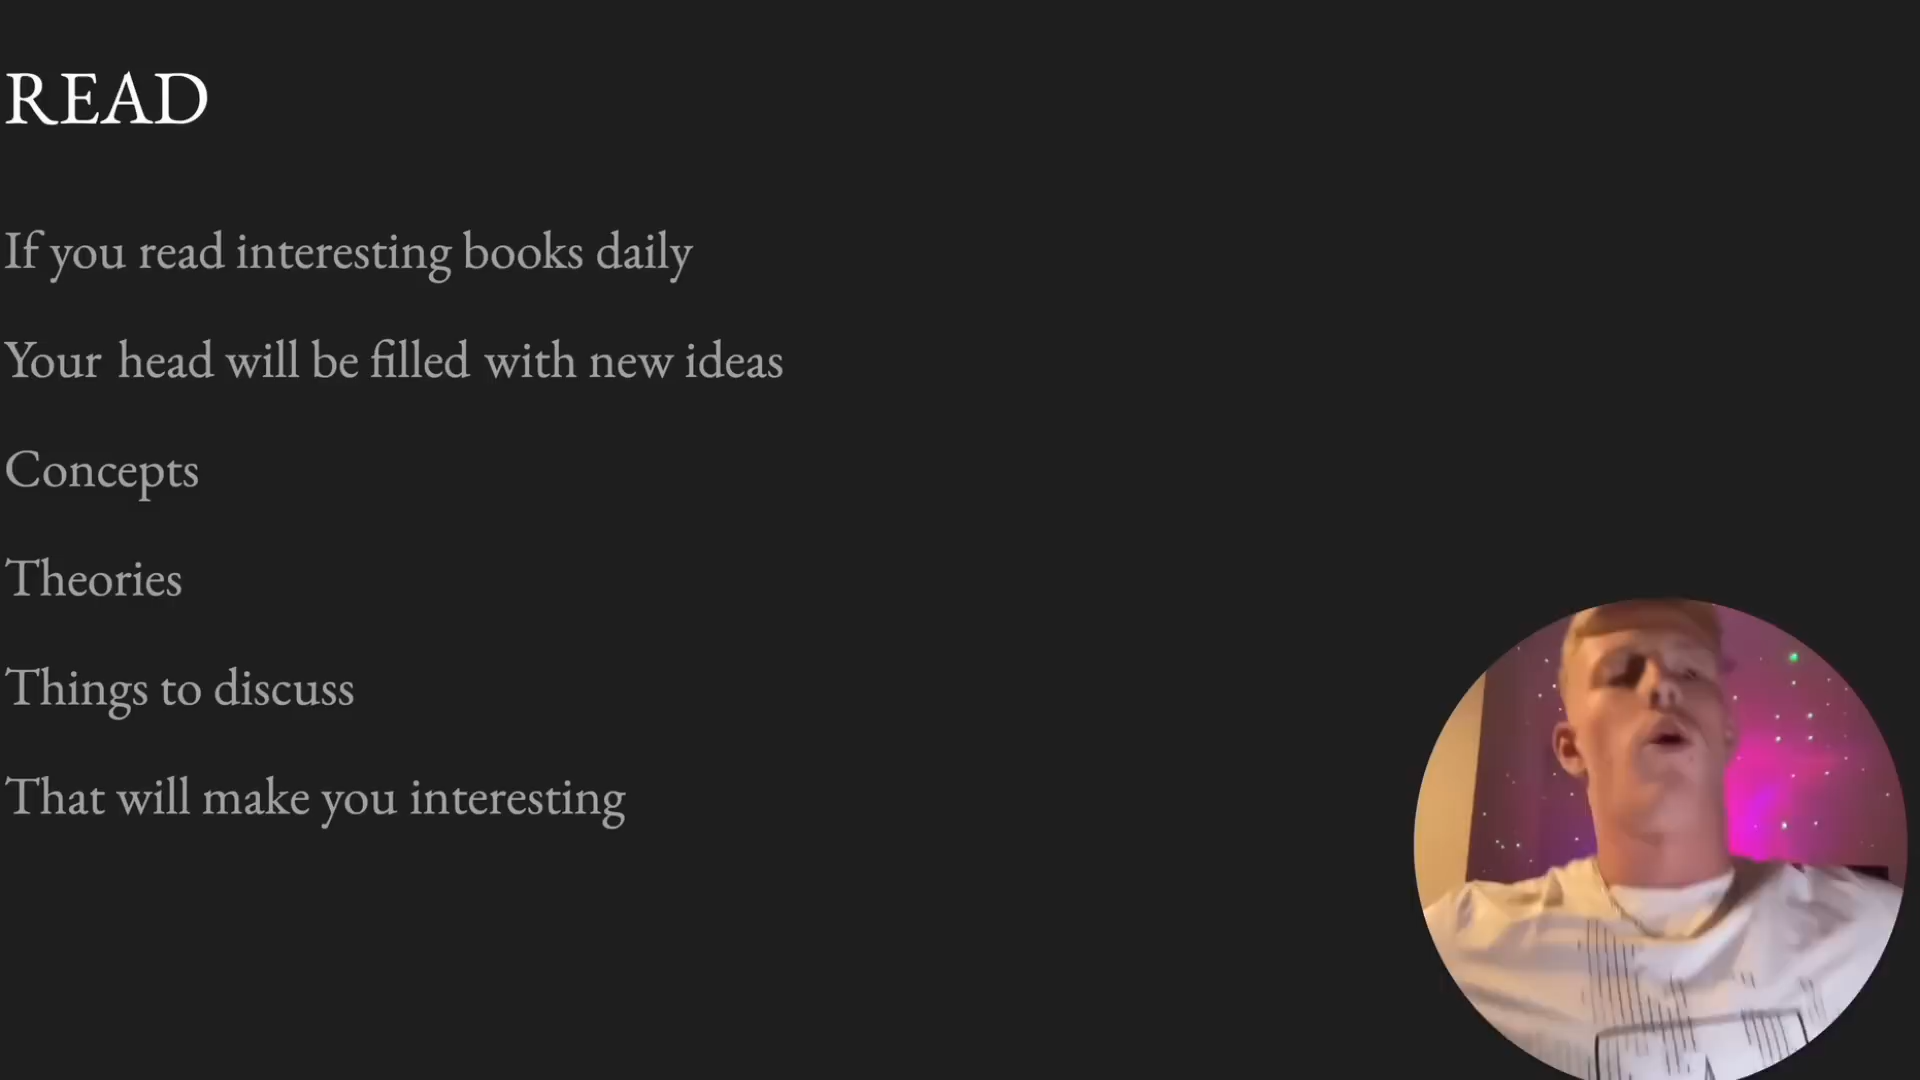 READ
If you read interesting books daily
Your head will be filled with new ideas
Concepts
Theories
Things to discuss
That will make you interesting